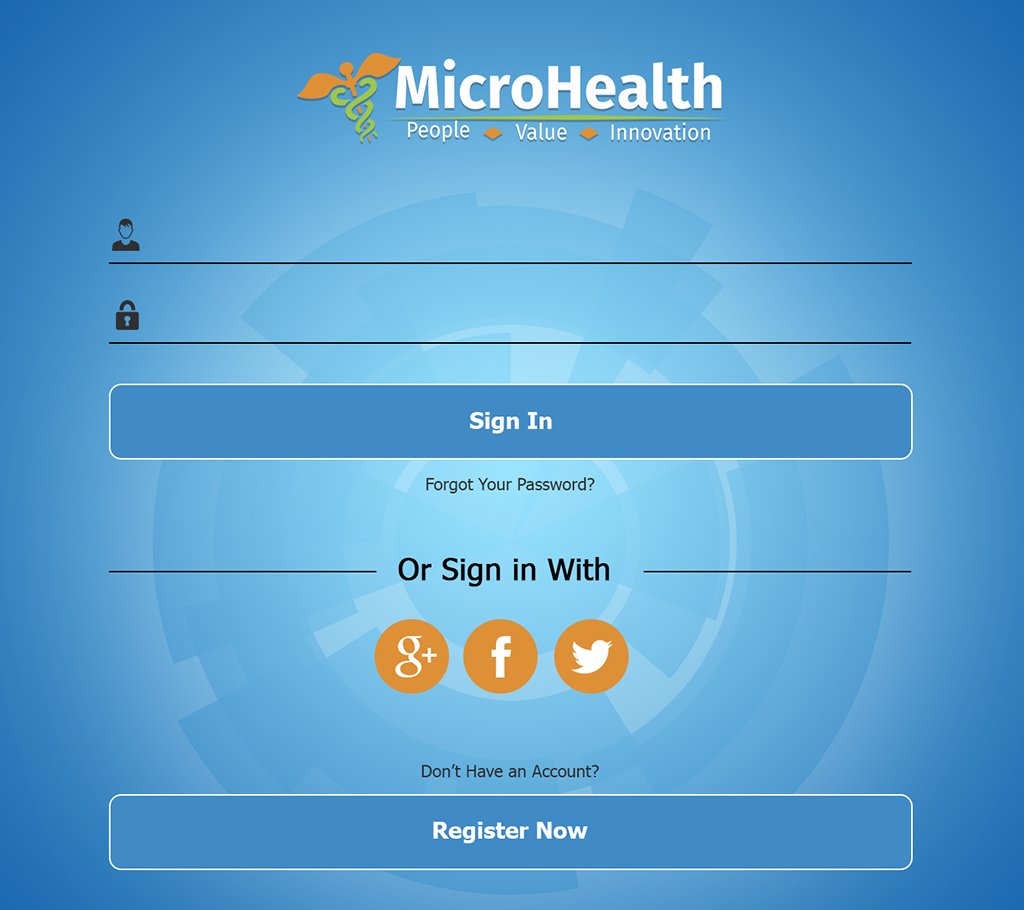 MicroHealth
People Value Innovation
Sign In
Forgot Your Password?
Or Sign in With
g+ f
Don’t Have an Account?
Register Now